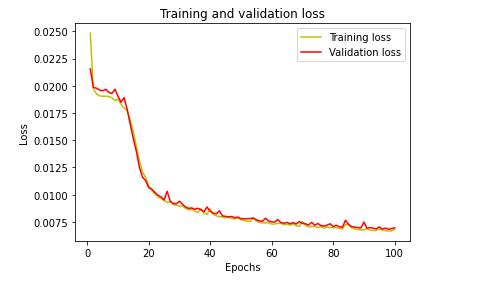 Training and validation loss
Training loss
Validation loss
0.0250
0.0225
0.0200
0.0175
0.0150
0.0125
0.0100
0.0075
Loss
0
20
40
60
80
100
Epochs